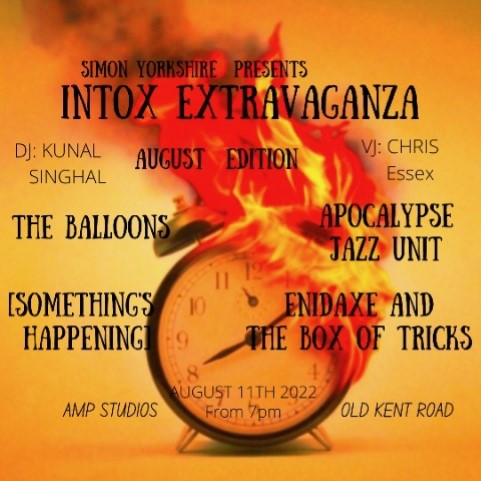 SIMON YORKSHIRE PRESENTS
INTOX EXTRAVAGANZA
DJ: KUNAL
SINGHAL
AUGUST EDITION
VJ: CHRIS
Essex
THE BALLOONS
APOCALYPSE
JAZZ UNIT
[SOMETHING'S
HAPPENING]
ENIDAXE AND
THE BOX OF TRICKS
AUGUST 11TH 2022
From 7pm
AMP STUDIOS
OLD KENT ROAD